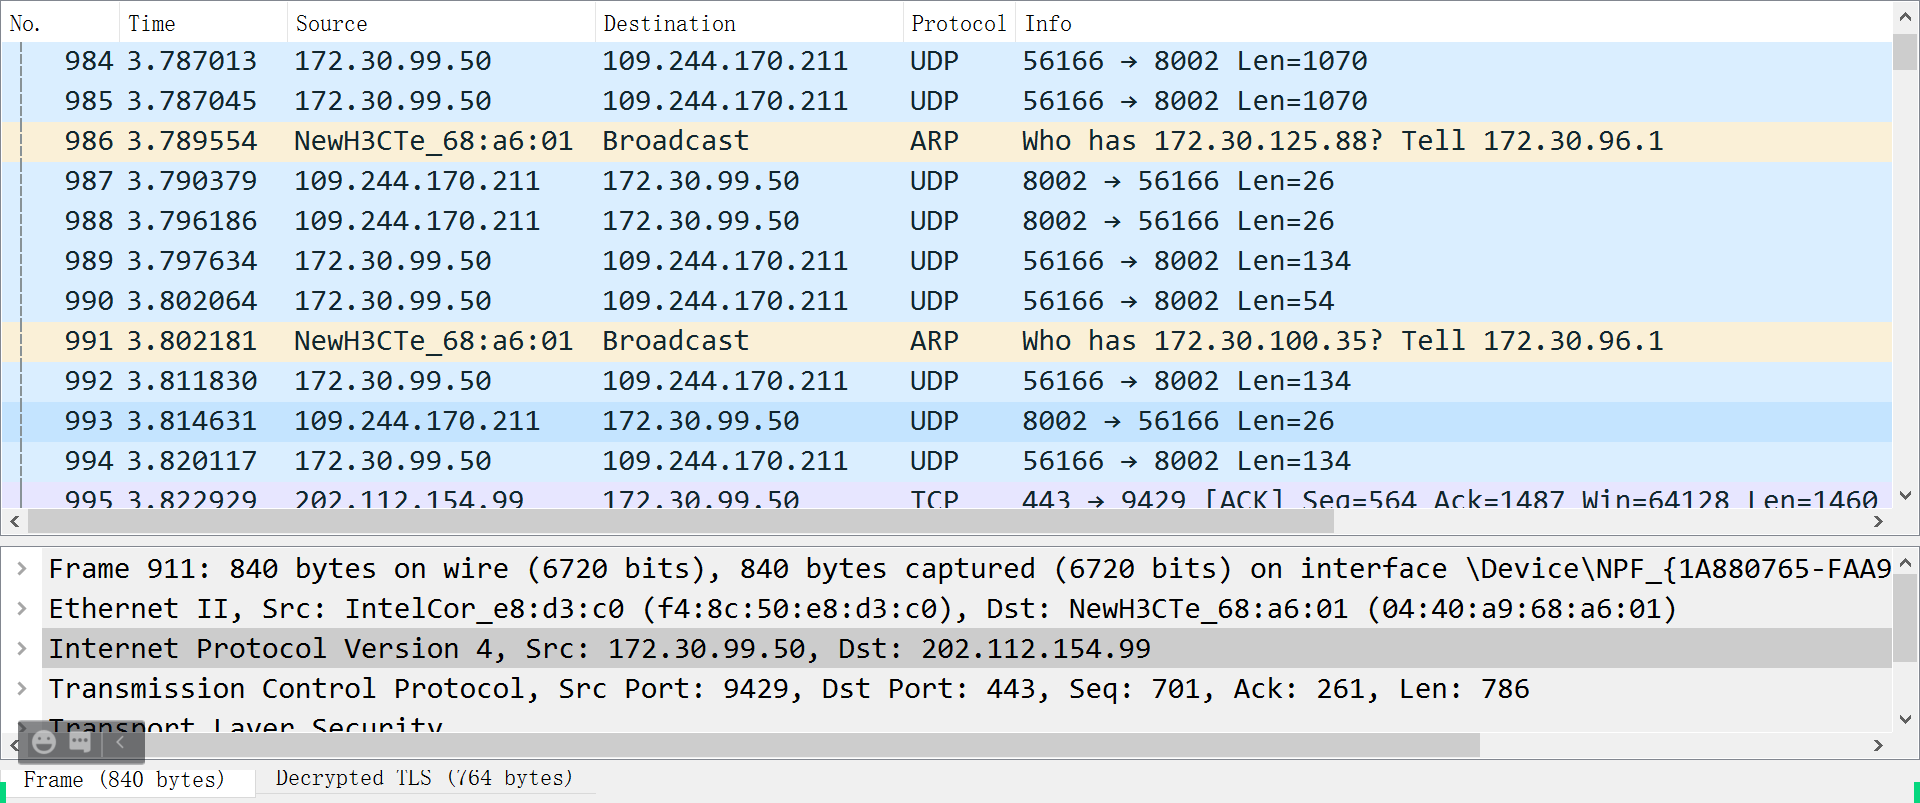 No. Time Source Destination Protocol Info
984 3.787013 172.30.99.50 109.244.170.211 UDP 56166 → 8002 Len=1070
985 3.787045 172.30.99.50 109.244.170.211 UDP 56166 → 8002 Len=1070
986 3.789554 NewH3CTe_68:a6:01 Broadcast ARP Who has 172.30.125.88? Tell 172.30.96.1
987 3.790379 109.244.170.211 172.30.99.50 UDP 8002 → 56166 Len=26
988 3.796186 109.244.170.211 172.30.99.50 UDP 8002 → 56166 Len=26
989 3.797634 172.30.99.50 109.244.170.211 UDP 56166 → 8002 Len=134
990 3.802064 172.30.99.50 109.244.170.211 UDP 56166 → 8002 Len=54
991 3.802181 NewH3CTe_68:a6:01 Broadcast ARP Who has 172.30.100.35? Tell 172.30.96.1
992 3.811830 172.30.99.50 109.244.170.211 UDP 56166 → 8002 Len=134
993 3.814631 109.244.170.211 172.30.99.50 UDP 8002 → 56166 Len=26
994 3.820117 172.30.99.50 109.244.170.211 UDP 56166 → 8002 Len=134
995 3.822929 202.112.154.99 172.30.99.50 TCP 443 → 9429 [ACK] Seq=564 Ack=1487 Win=64128 Len=1460
Frame 911: 840 bytes on wire (6720 bits), 840 bytes captured (6720 bits) on interface \Device\NPF_{1A880765-FAA9
Ethernet II, Src: IntelCor_e8:d3:c0 (f4:8c:50:e8:d3:c0), Dst: NewH3CTe_68:a6:01 (04:40:a9:68:a6:01)
Internet Protocol Version 4, Src: 172.30.99.50, Dst: 202.112.154.99
Transmission Control Protocol, Src Port: 9429, Dst Port: 443, Seq: 701, Ack: 261, Len: 786
Transport Layer Security
Frame (840 bytes) Decrypted TLS (764 bytes)